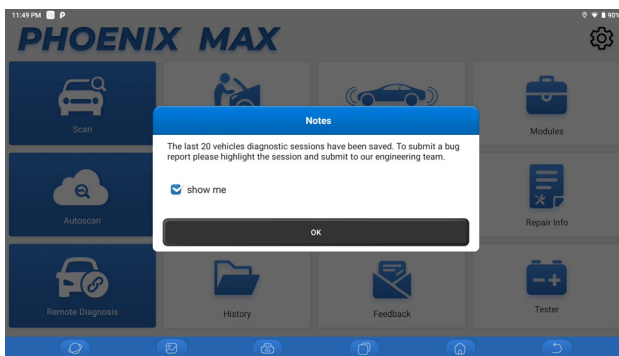 11:49 PM
90%
PHOENIX MAX
Scan
Modules
Notes
The last 20 vehicles diagnostic sessions have been saved. To submit a bug
report please highlight the session and submit to our engineering team.
show me
OK
Autoscan
Repair Info
Remote Diagnosis
History
Feedback
Tester